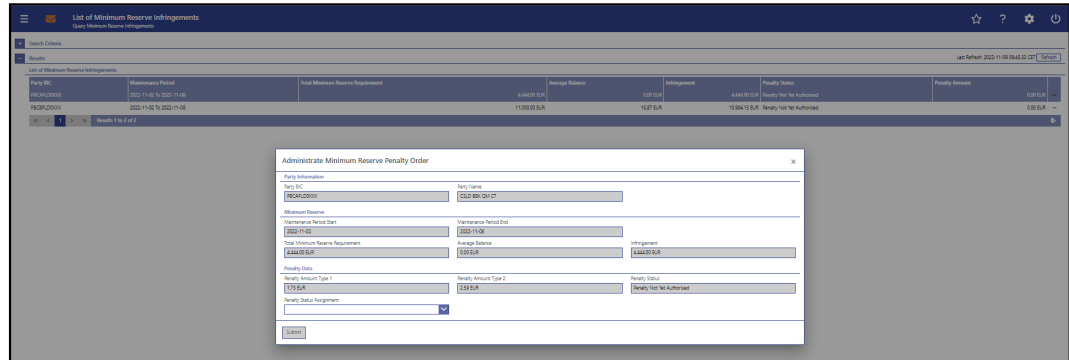 List of Minimum Reserve Infringements
Query Minimum Reserve Infringements
Search Criteria
Results
Last Refresh: 2022-11-09 09:46:32 CET Refresh
List of Minimum Reserve Infringements
Party BIC Maintenance Period Total Minimum Reserve Requirement Average Balance Infringement Penalty Status Penalty Amount
2022-11-02 To 2022-11-08 4,444.00 EUR 0.00 EUR 4,444.00 EUR Penalty Not Yet Authorised 0.00 EUR
2022-11-02 To 2022-11-08 11,000.00 EUR 15.87 EUR 10,984.13 EUR Penalty Not Yet Authorised 0.00 EUR
1 Results 1 to 2 of 2
Administrate Minimum Reserve Penalty Order
Party Information
Party BIC Party Name
CSLD BBK QM CT
Minimum Reserve
Maintenance Period Start Maintenance Period End
2022-11-02 2022-11-08
Total Minimum Reserve Requirement Average Balance Infringement
4,444.00 EUR 0.00 EUR 4,444.00 EUR
Penalty Data
Penalty Amount Type 1 Penalty Amount Type 2 Penalty Status
1.73 EUR 2.59 EUR Penalty Not Yet Authorised
Penalty Status Assignment
Submit